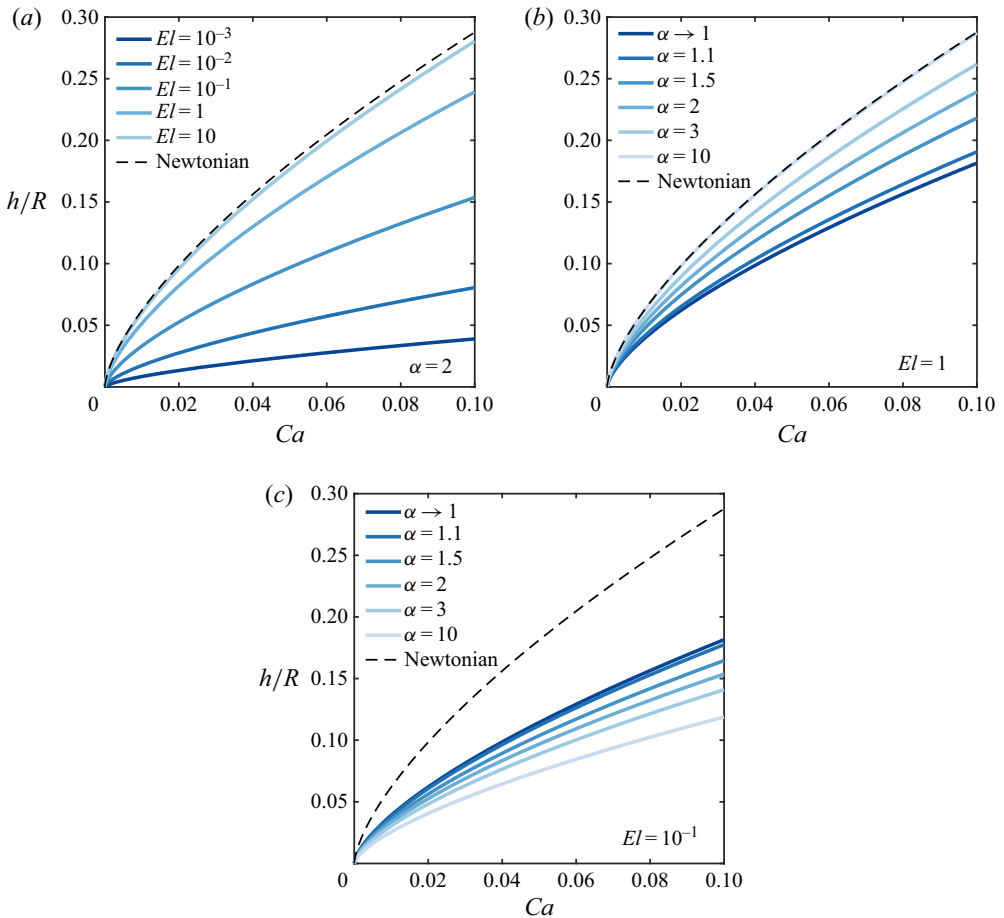 (a)
0.30
0.25
0.20
0.15
0.10
0.05
h/R
El = 10⁻³
El = 10⁻²
El = 10⁻¹
El = 1
El = 10
Newtonian
α = 2
0 0.02 0.04 0.06 0.08 0.10
Ca
(b)
0.30
0.25
0.20
0.15
0.10
0.05
α → 1
α = 1.1
α = 1.5
α = 2
α = 3
α = 10
Newtonian
El = 1
0 0.02 0.04 0.06 0.08 0.10
Ca
(c)
0.30
0.25
0.20
0.15
0.10
0.05
h/R
α → 1
α = 1.1
α = 1.5
α = 2
α = 3
α = 10
Newtonian
El = 10⁻¹
0 0.02 0.04 0.06 0.08 0.10
Ca